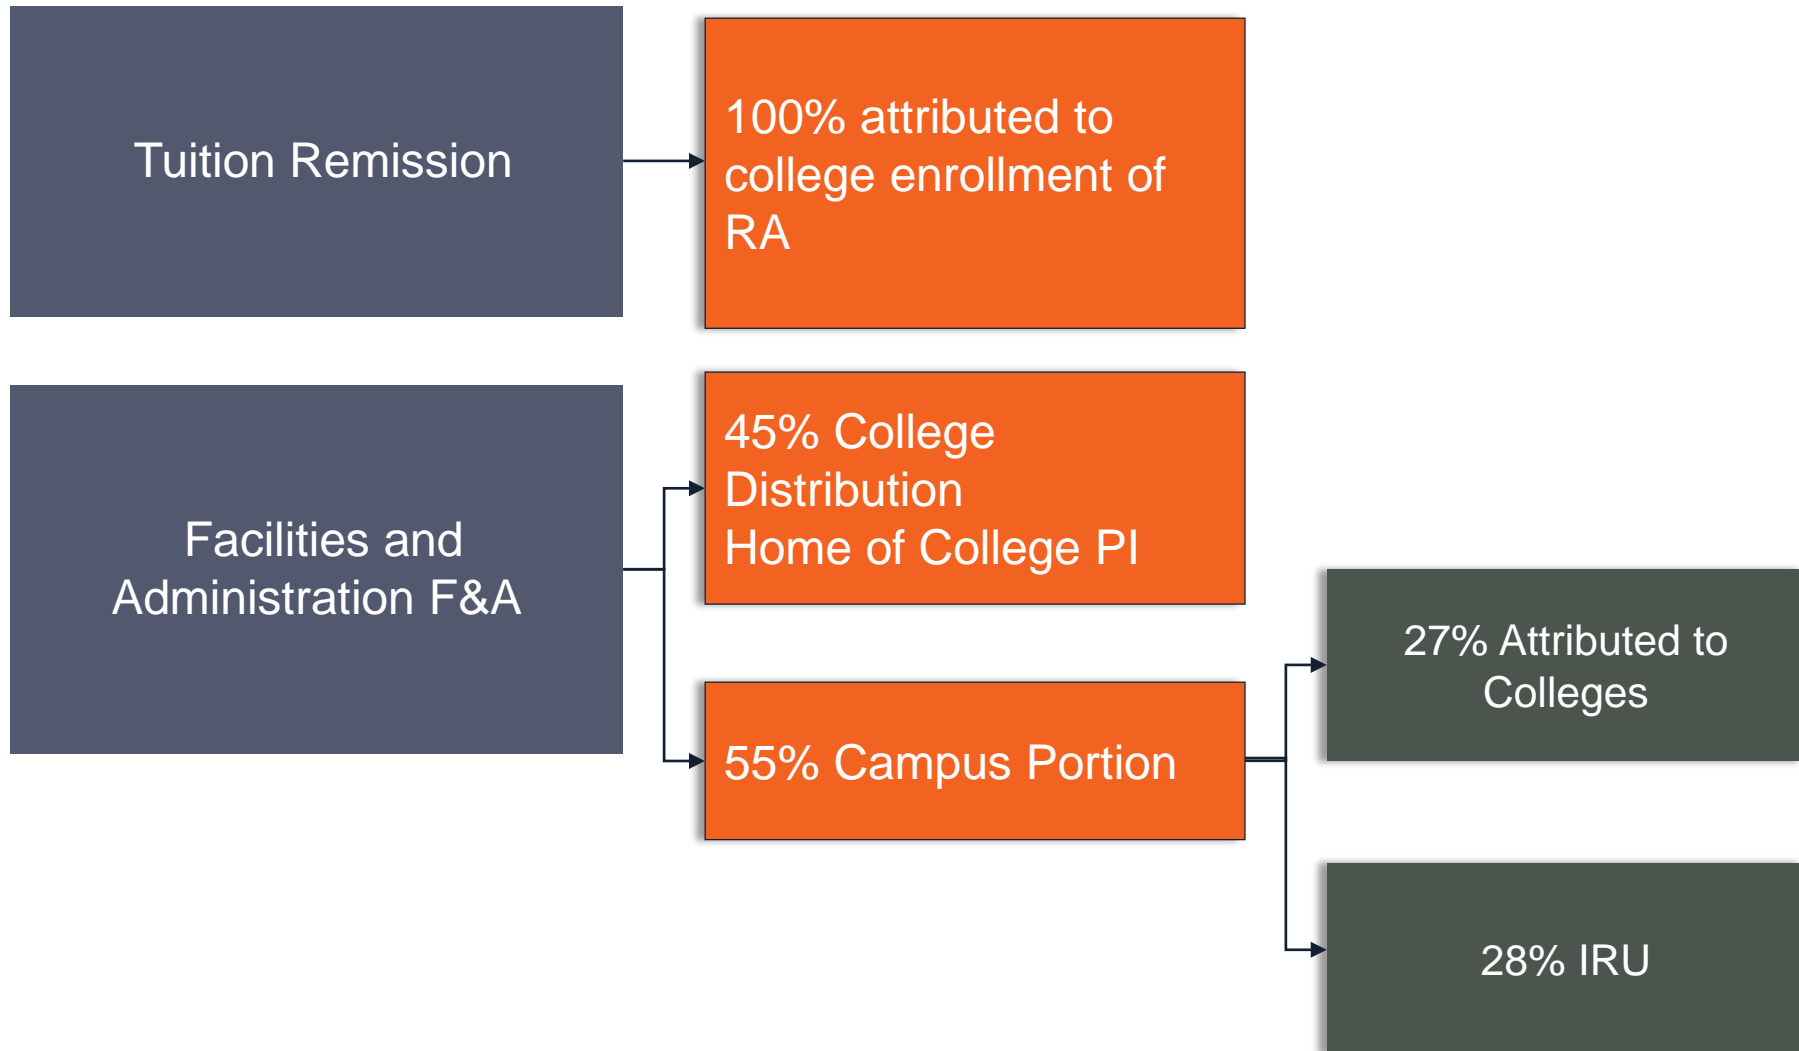 Tuition Remission
100% attributed to
college enrollment of
RA
Facilities and
Administration F&A
45% College
Distribution
Home of College PI
55% Campus Portion
27% Attributed to
Colleges
28% IRU